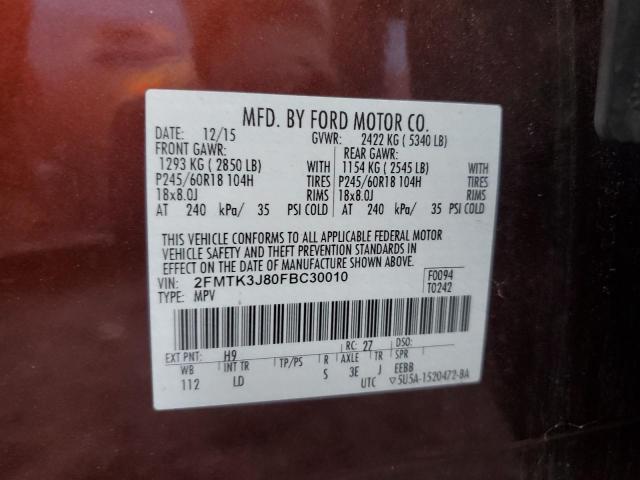 MFD. BY FORD MOTOR CO.
DATE: 12/15 GVWR: 2422 KG ( 5340 LB)
FRONT GAWR: REAR GAWR:
1293 KG ( 2850 LB) WITH 1154 KG ( 2545 LB) WITH
P245/60R18 104H TIRES P245/60R18 104H TIRES
18x8.0J RIMS 18x8.0J RIMS
AT 240 kPa/ 35 PSI COLD AT 240 kPa/ 35 PSI COLD
THIS VEHICLE CONFORMS TO ALL APPLICABLE FEDERAL MOTOR
VEHICLE SAFETY AND THEFT PREVENTION STANDARDS IN
EFFECT ON THE DATE OF MANUFACTURE SHOWN ABOVE.
VIN: 2FMTK3J80FBC30010 F0094
TYPE: MPV T0242
EXT PNT: H9 RC: 27 DSO:
WB INT TR TP/PS R AXLE TR SPR
112 LD S 3E J EEBB
UTC ▽5U5A-1520472-BA